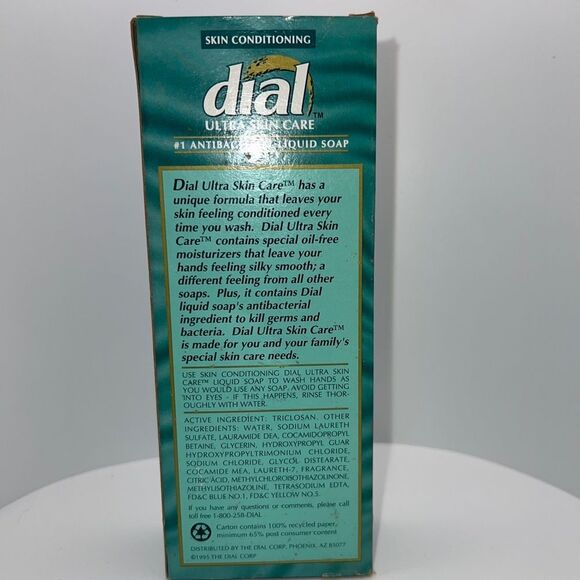 SKIN CONDITIONING
dial™
ULTRA SKIN CARE
#1 ANTIBACTERIAL LIQUID SOAP
Dial Ultra Skin Care™ has a
unique formula that leaves your
skin feeling conditioned every
time you wash. Dial Ultra Skin
Care™ contains special oil-free
moisturizers that leave your
hands feeling silky smooth; a
different feeling from all other
soaps. Plus, it contains Dial
liquid soap's antibacterial
ingredient to kill germs and
bacteria. Dial Ultra Skin Care™
is made for you and your family's
special skin care needs.
USE SKIN CONDITIONING DIAL ULTRA SKIN
CARE™ LIQUID SOAP TO WASH HANDS AS
YOU WOULD USE ANY SOAP. AVOID GETTING
INTO EYES - IF THIS HAPPENS, RINSE THOR-
OUGHLY WITH WATER.
ACTIVE INGREDIENT: TRICLOSAN. OTHER
INGREDIENTS: WATER, SODIUM LAURETH
SULFATE, LAURAMIDE DEA, COCAMIDOPROPYL
BETAINE, GLYCERIN, HYDROXYPROPYL GUAR
HYDROXYPROPYLTRIMONIUM CHLORIDE,
SODIUM CHLORIDE, GLYCOL DISTEARATE,
COCAMIDE MEA, LAURETH-7, FRAGRANCE,
CITRIC ACID, METHYLCHLOROISOTHIAZOLINONE,
METHYLISOTHIAZOLINE, TETRASODIUM EDTA,
FD&C BLUE NO.1, FD&C YELLOW NO.5.
If you have any questions or comments, please call
toll free 1-800-258-DIAL
Carton contains 100% recycled paper,
minimum 65% post consumer content
DISTRIBUTED BY THE DIAL CORP, PHOENIX, AZ 85077
©1995 THE DIAL CORP